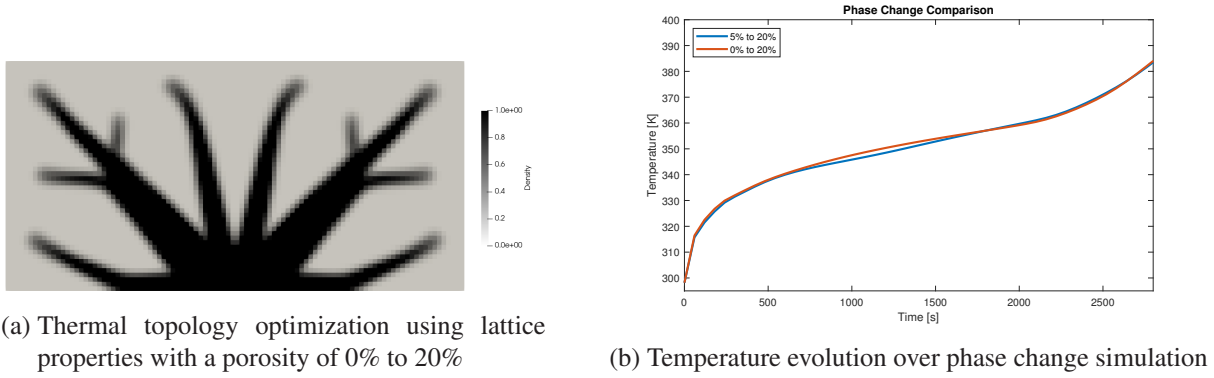 1.0e+00
0.8
0.6
0.4
0.2
0.0e+00
Density
(a) Thermal topology optimization using lattice
properties with a porosity of 0% to 20%
Phase Change Comparison
5% to 20%
0% to 20%
400
390
380
370
360
350
340
330
320
310
300
Temperature [K]
0
500
1000
1500
2000
2500
Time [s]
(b) Temperature evolution over phase change simulation